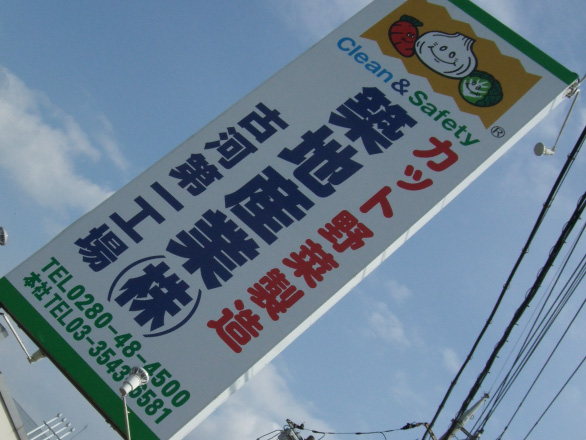 Clean & Safety®
カット野菜製造
築地産業(株)
古河第二工場
TEL0280-48-4500
本社TEL03-3543-6581